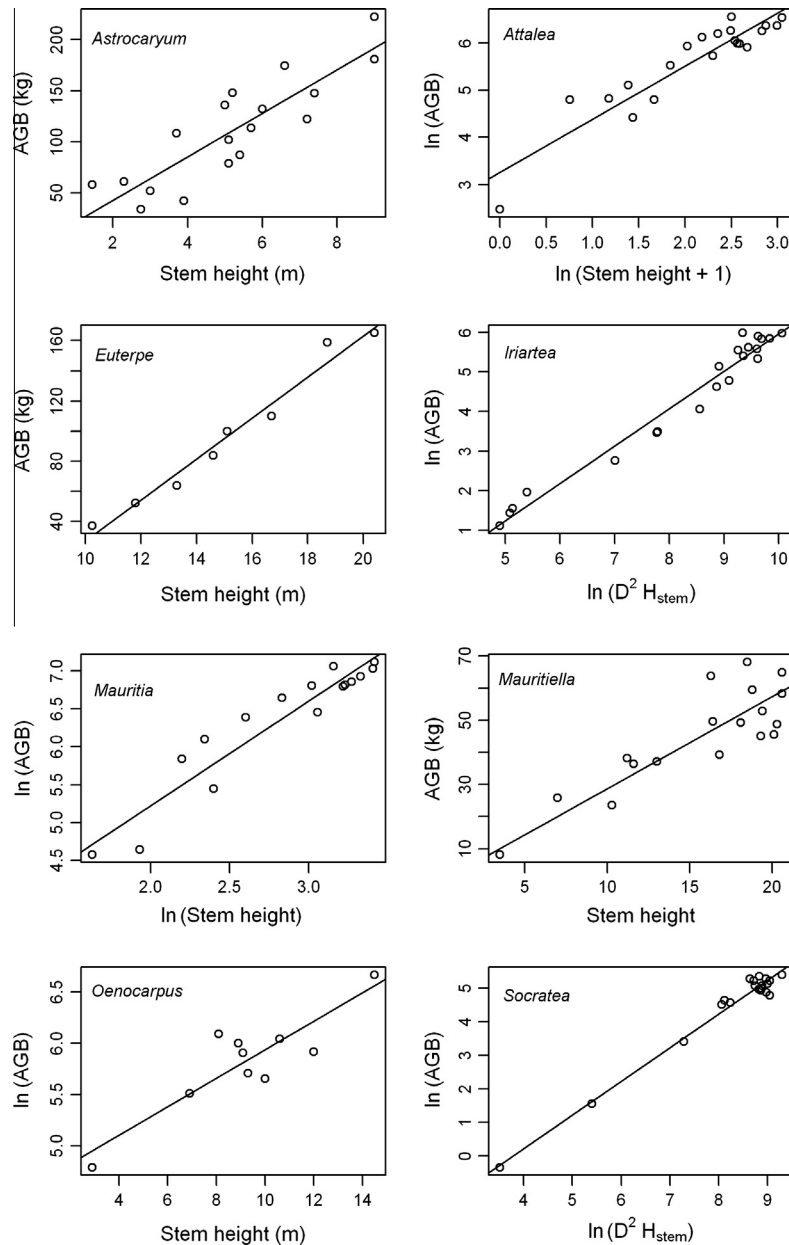 Astrocaryum
AGB (kg)
50 100 150 200
2 4 6 8
Stem height (m)
Attalea
ln (AGB)
3 4 5 6
0.0 0.5 1.0 1.5 2.0 2.5 3.0
ln (Stem height + 1)
Euterpe
AGB (kg)
40 80 120 160
10 12 14 16 18 20
Stem height (m)
Iriartea
ln (AGB)
1 2 3 4 5 6
5 6 7 8 9 10
ln (D² H_stem)
Mauritia
ln (AGB)
4.5 5.0 5.5 6.0 6.5 7.0
2.0 2.5 3.0
ln (Stem height)
Mauritiella
AGB (kg)
10 30 50 70
5 10 15 20
Stem height
Oenocarpus
ln (AGB)
5.0 5.5 6.0 6.5
4 6 8 10 12 14
Stem height (m)
Socratea
ln (AGB)
0 1 2 3 4 5
4 5 6 7 8 9
ln (D² H_stem)